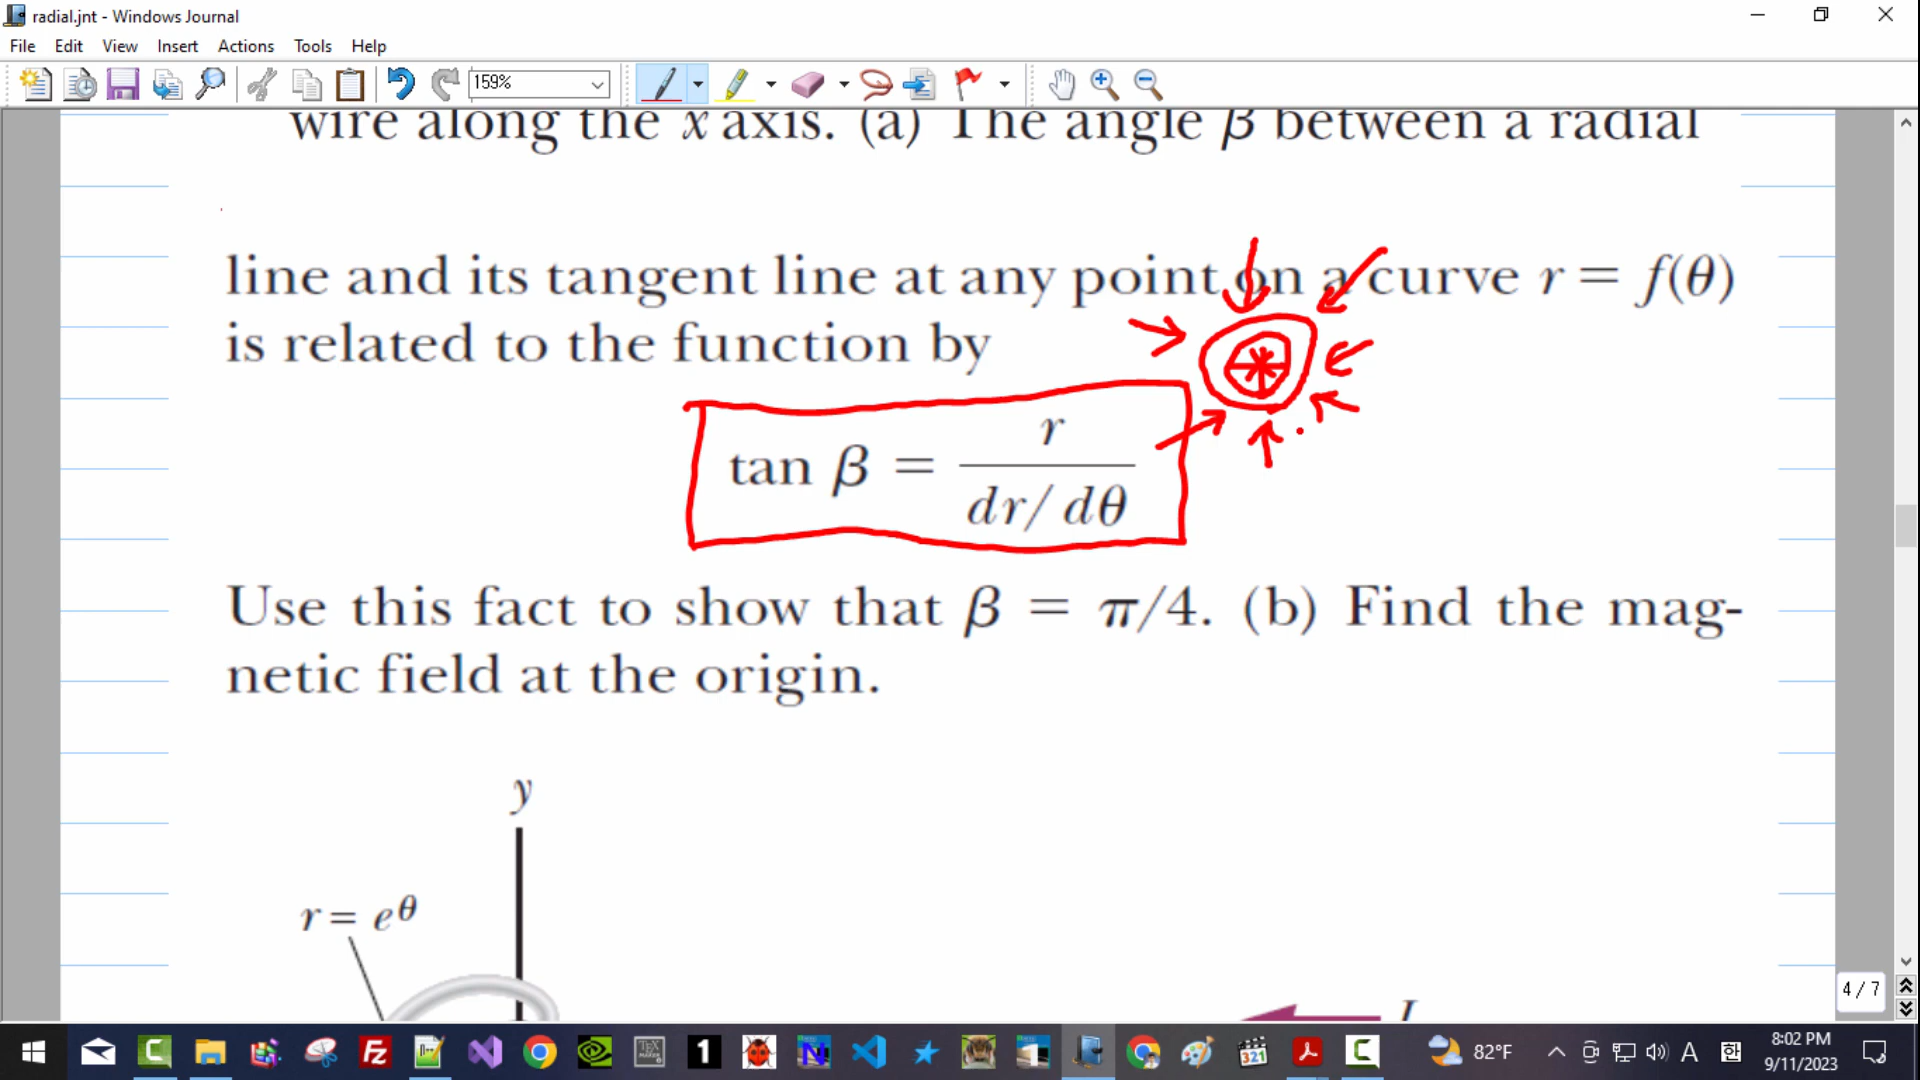 radial.jnt - Windows Journal
File Edit View Insert Actions Tools Help
159%
wire along the x axis. (a) The angle β between a radial
line and its tangent line at any point on a curve r = f(θ)
is related to the function by
tan β = r / dr/dθ
Use this fact to show that β = π/4. (b) Find the mag-
netic field at the origin.
y
r = e^θ
I
4 / 7
82°F A 한 8:02 PM
9/11/2023